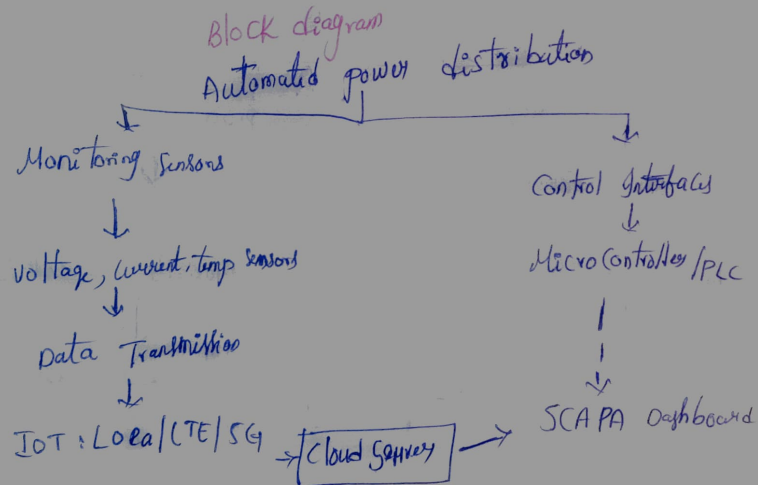 Block diagram
Automated power distribution
Monitoring Sensors
Control Interfaces
Voltage, current, temp sensors
Microcontroller/PLC
Data Transmission
IOT: Lora/LTE/5G
Cloud Server
SCAPA Dashboard